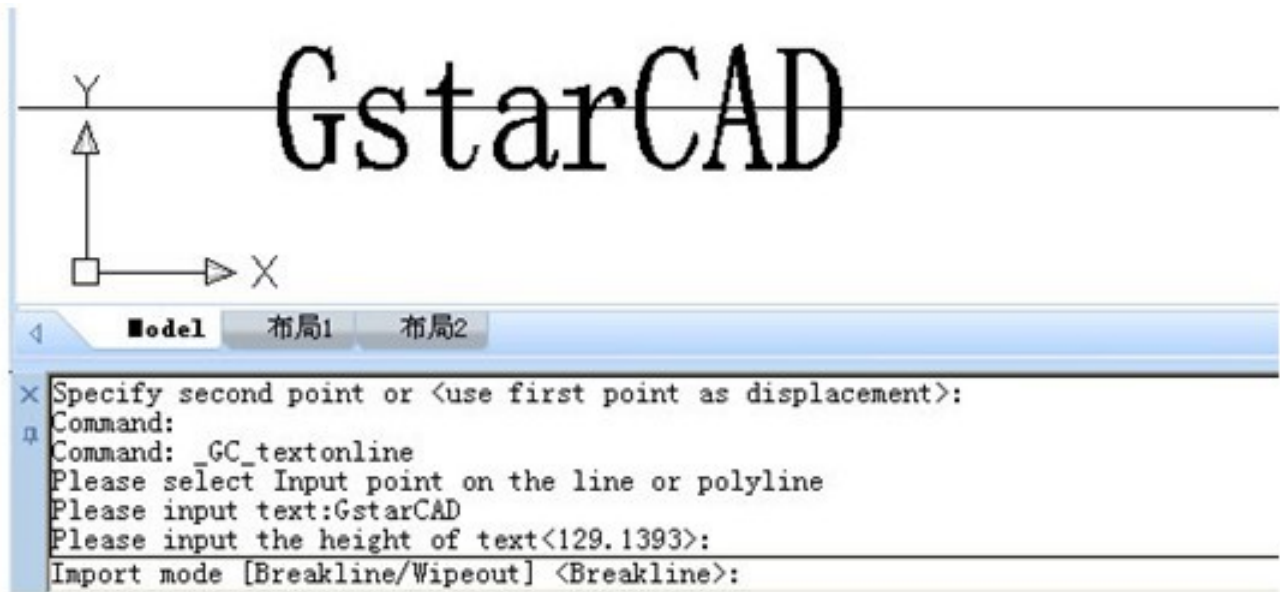 Y
GstarCAD
X
Model 布局1 布局2
Specify second point or <use first point as displacement>:
Command:
Command: _GC_textonline
Please select Input point on the line or polyline
Please input text:GstarCAD
Please input the height of text<129.1393>:
Import mode [Breakline/Wipeout] <Breakline>: